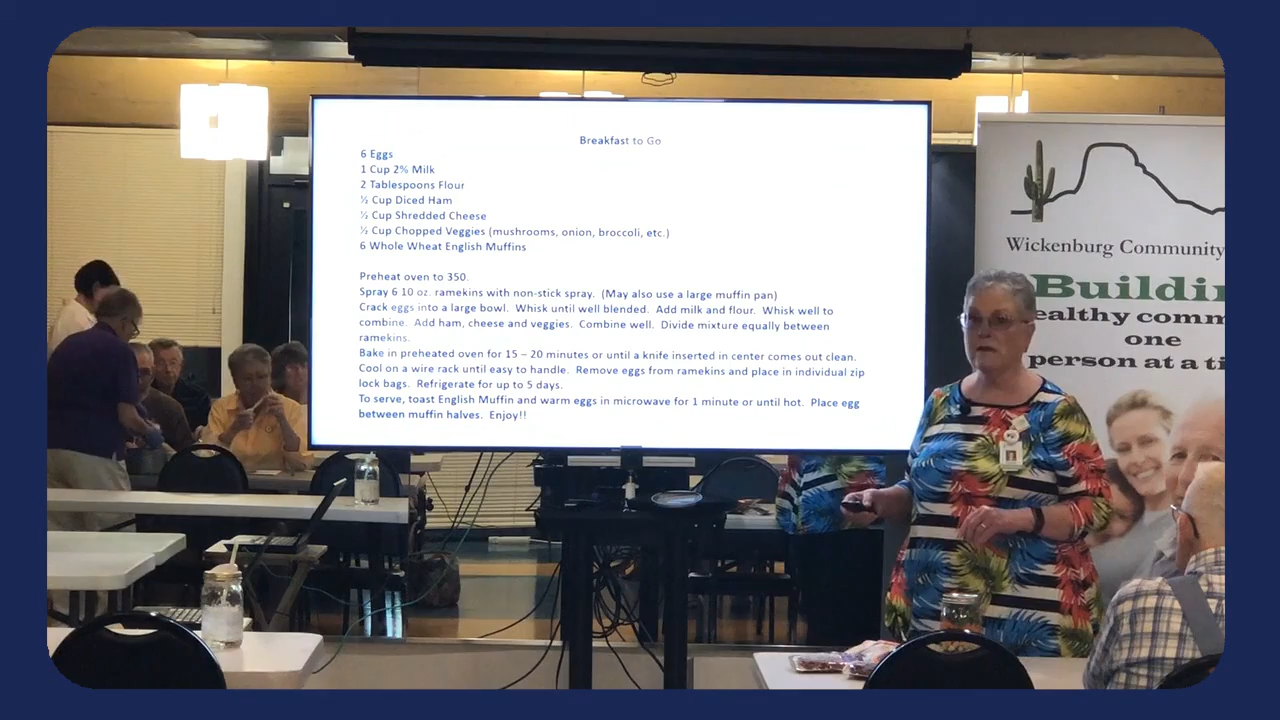 Breakfast to Go
6 Eggs
1 Cup 2% Milk
2 Tablespoons Flour
½ Cup Diced Ham
½ Cup Shredded Cheese
½ Cup Chopped Veggies (mushrooms, onion, broccoli, etc.)
6 Whole Wheat English Muffins
Preheat oven to 350.
Spray 6 10 oz. ramekins with non-stick spray. (May also use a large muffin pan)
Crack eggs into a large bowl. Whisk until well blended. Add milk and flour. Whisk well to
combine. Add ham, cheese and veggies. Combine well. Divide mixture equally between
ramekins.
Bake in preheated oven for 15 – 20 minutes or until a knife inserted in center comes out clean.
Cool on a wire rack until easy to handle. Remove eggs from ramekins and place in individual zip
lock bags. Refrigerate for up to 5 days.
To serve, toast English Muffin and warm eggs in microwave for 1 minute or until hot. Place egg
between muffin halves. Enjoy!!
Wickenburg Community
Buildin
ealthy comm
one
person at a ti